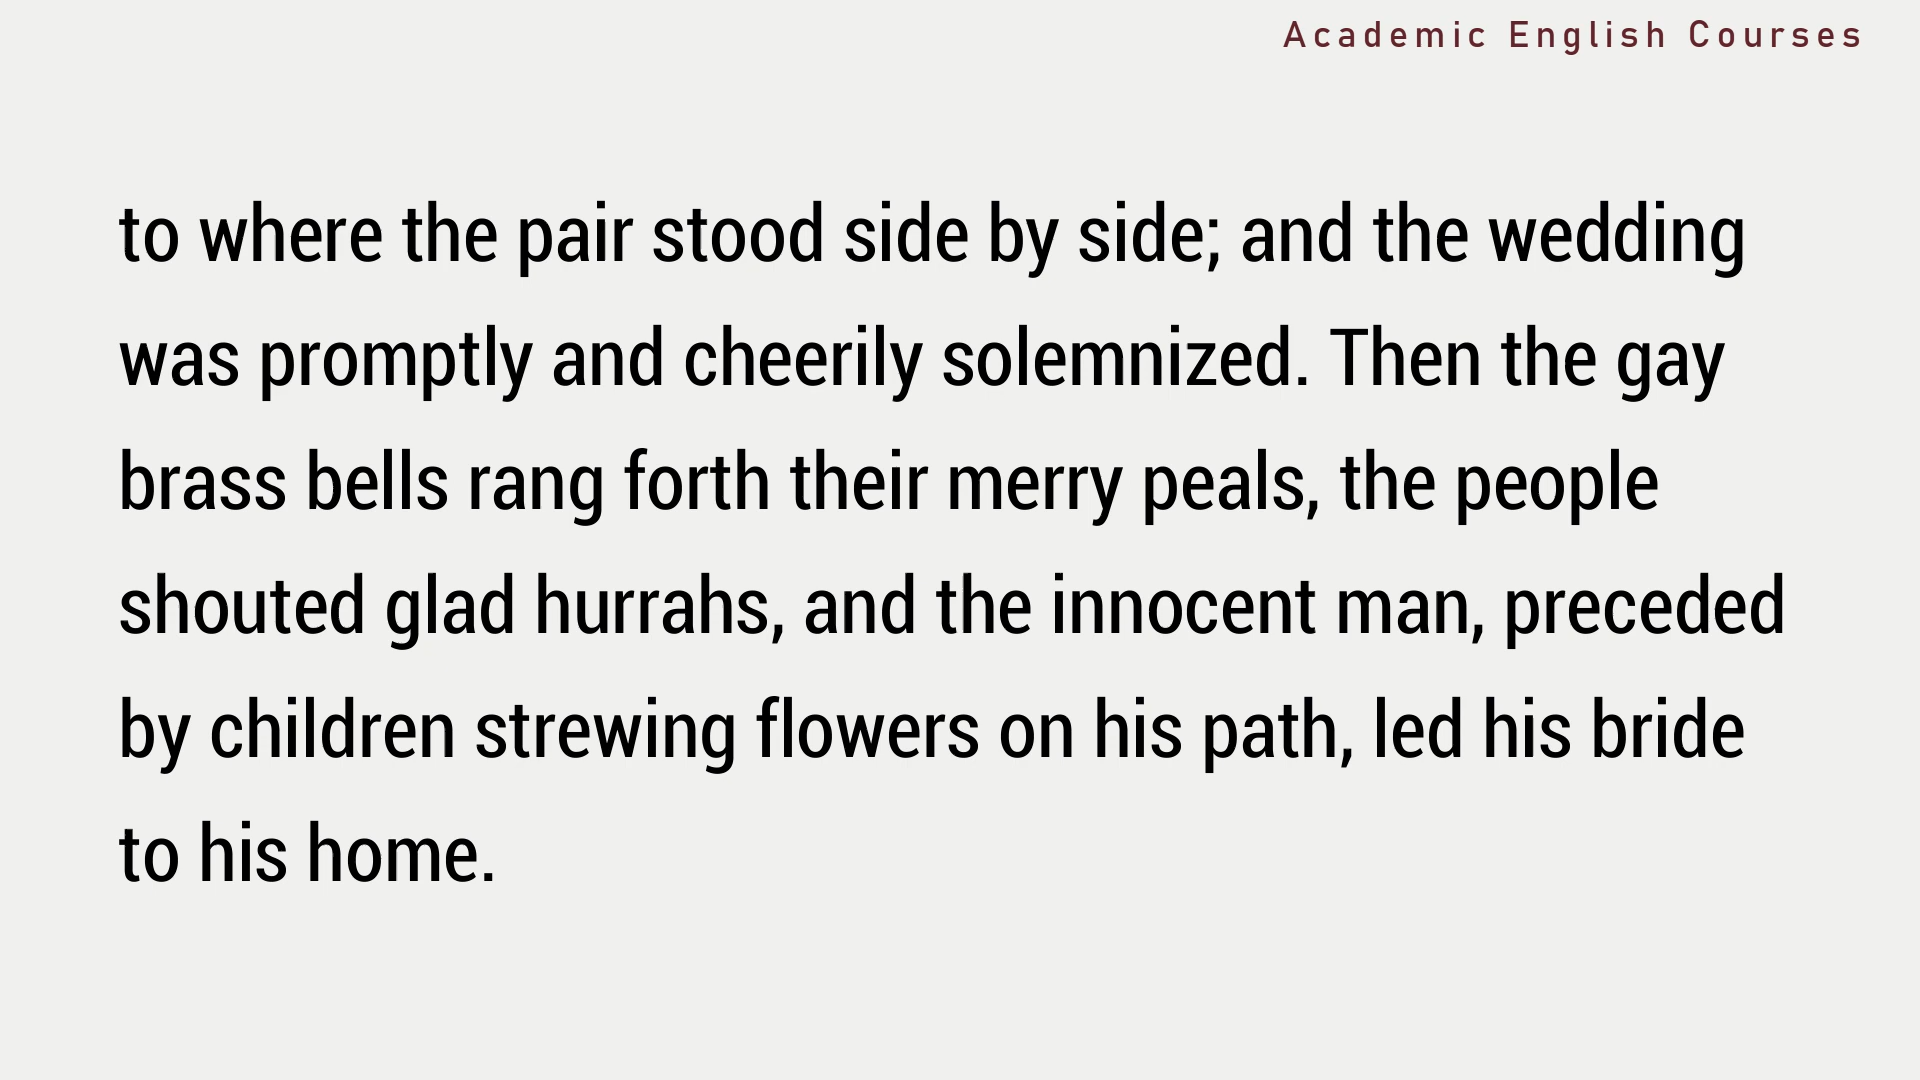 Academic English Courses
to where the pair stood side by side; and the wedding
was promptly and cheerily solemnized. Then the gay
brass bells rang forth their merry peals, the people
shouted glad hurrahs, and the innocent man, preceded
by children strewing flowers on his path, led his bride
to his home.